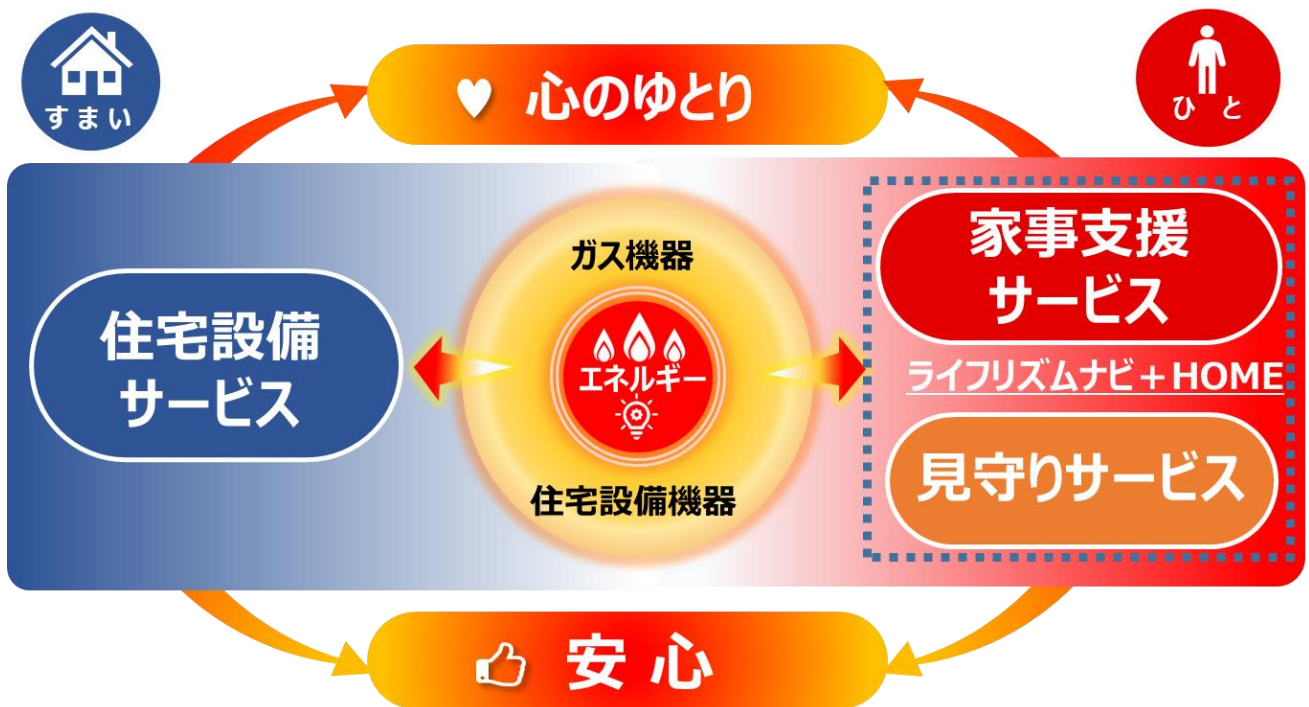 すまい
心のゆとり
ひと
住宅設備
サービス
ガス機器
エネルギー
住宅設備機器
家事支援
サービス
ライフリズムナビ+HOME
見守りサービス
安心